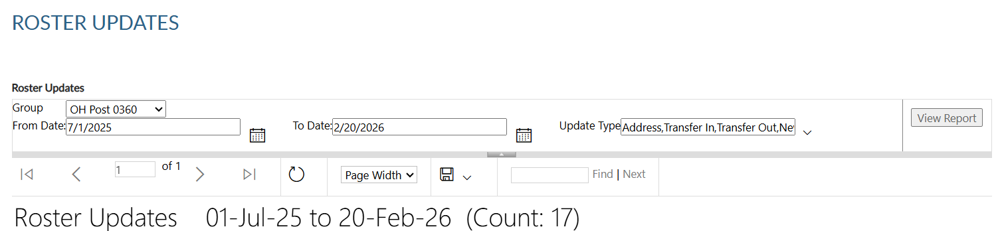 ROSTER UPDATES
Roster Updates
Group OH Post 0360
From Date: 7/1/2025 To Date: 2/20/2026 Update Type Address,Transfer In,Transfer Out,Ne
View Report
1 of 1 Page Width Find | Next
Roster Updates 01-Jul-25 to 20-Feb-26 (Count: 17)